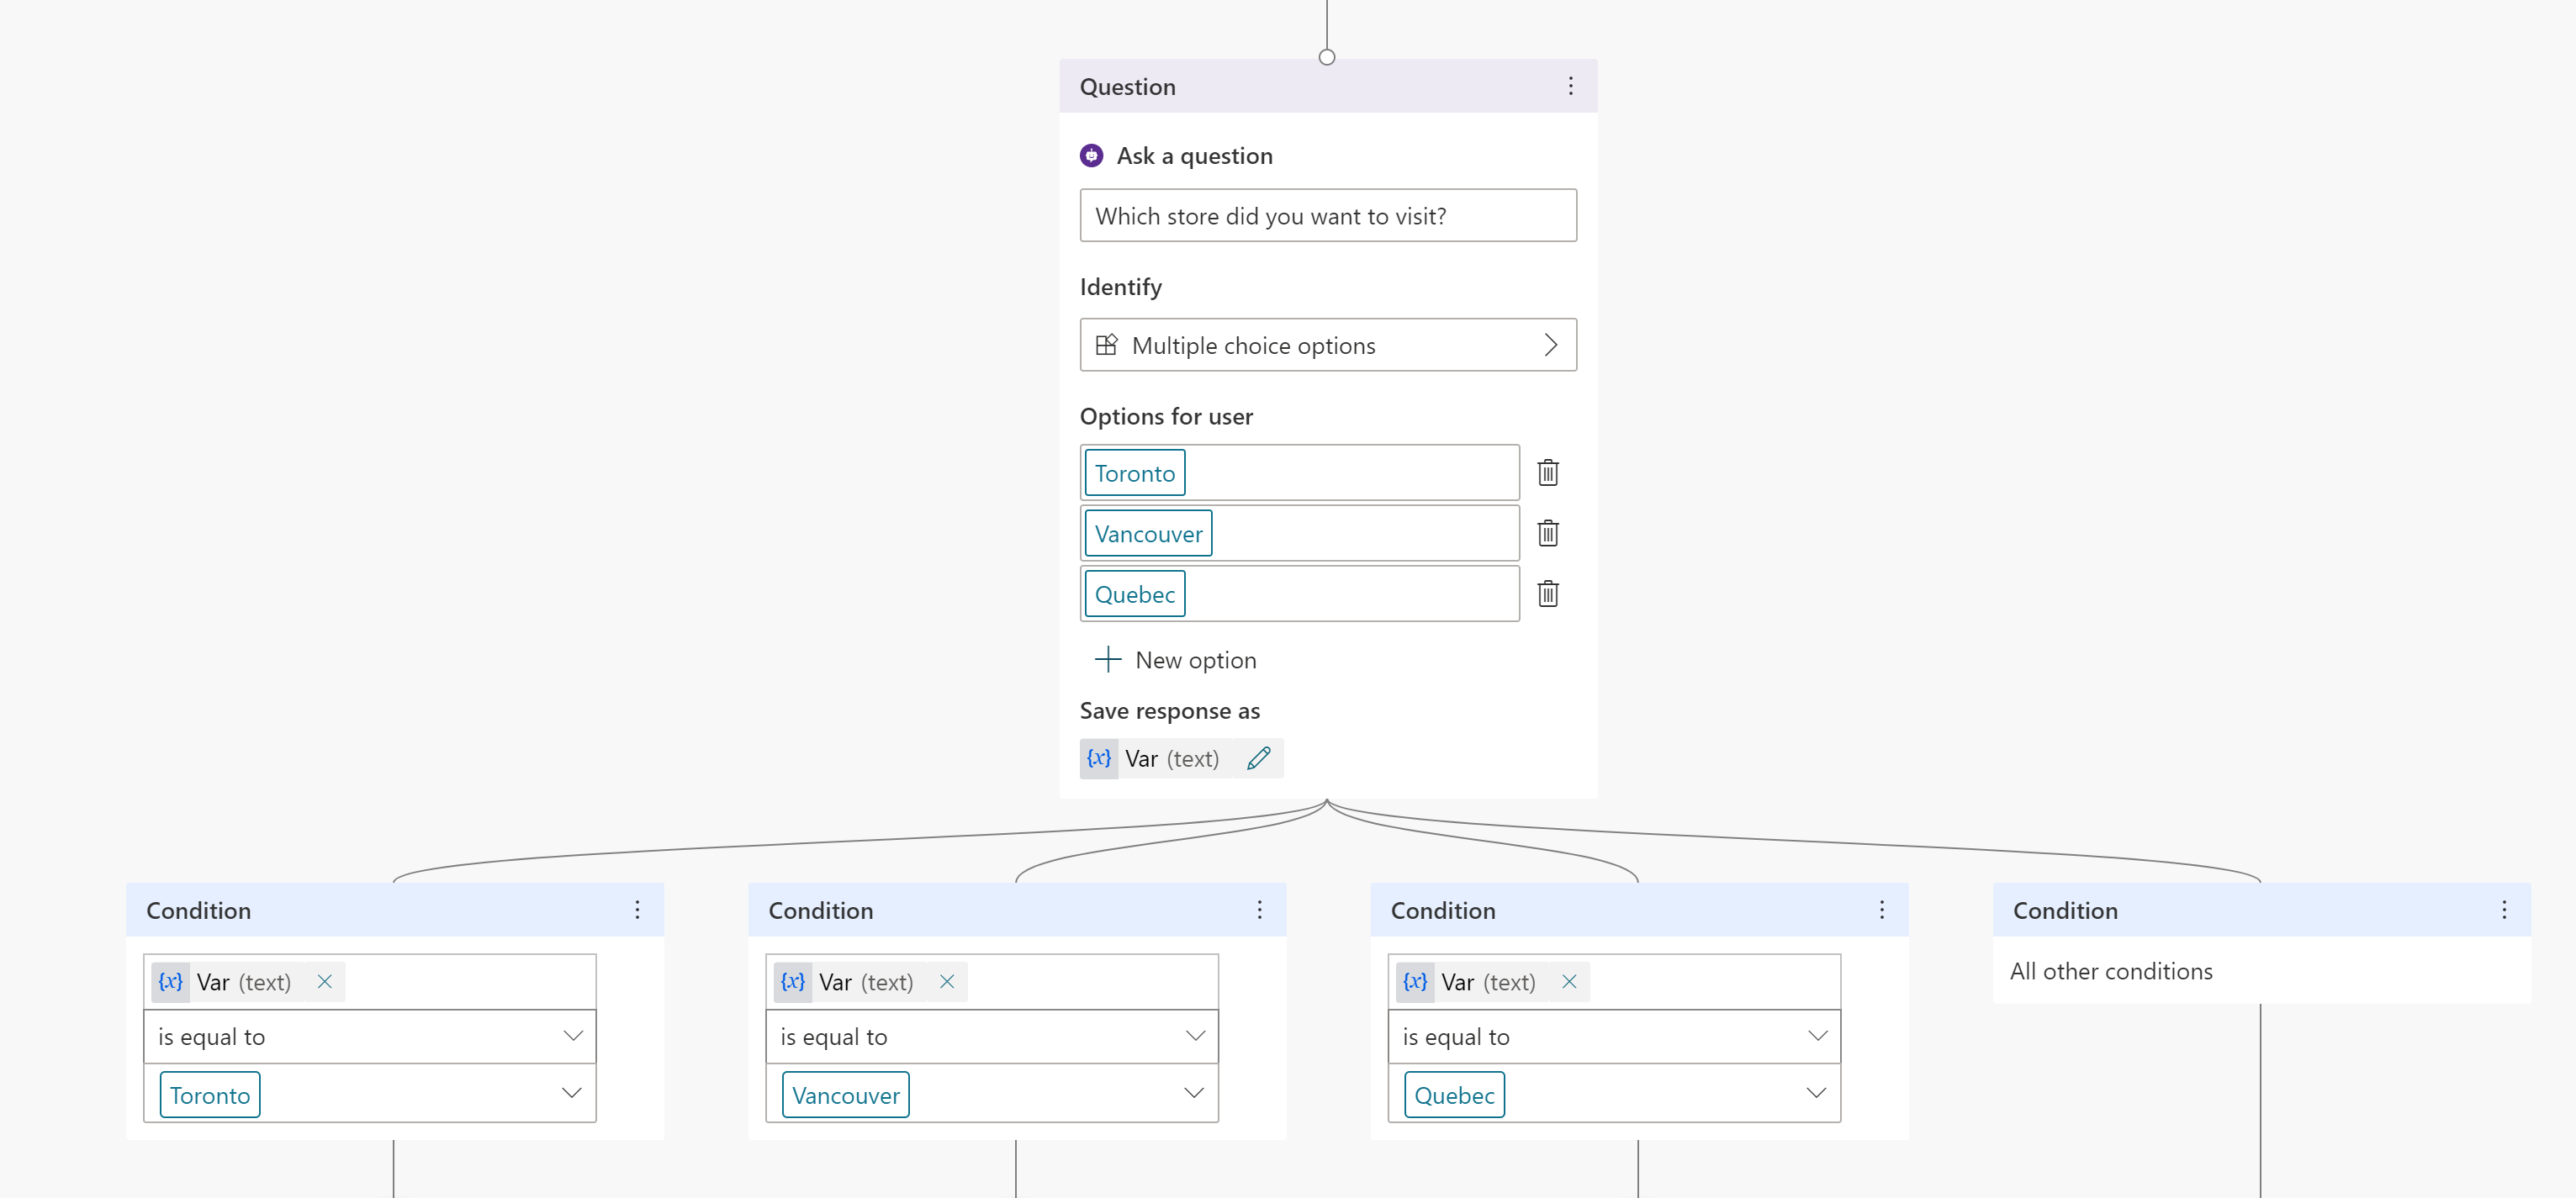 Question
Ask a question
Which store did you want to visit?
Identify
Multiple choice options
Options for user
Toronto
Vancouver
Quebec
New option
Save response as
{x} Var (text)
Condition
{x} Var (text)
is equal to
Toronto
Condition
{x} Var (text)
is equal to
Vancouver
Condition
{x} Var (text)
is equal to
Quebec
Condition
All other conditions